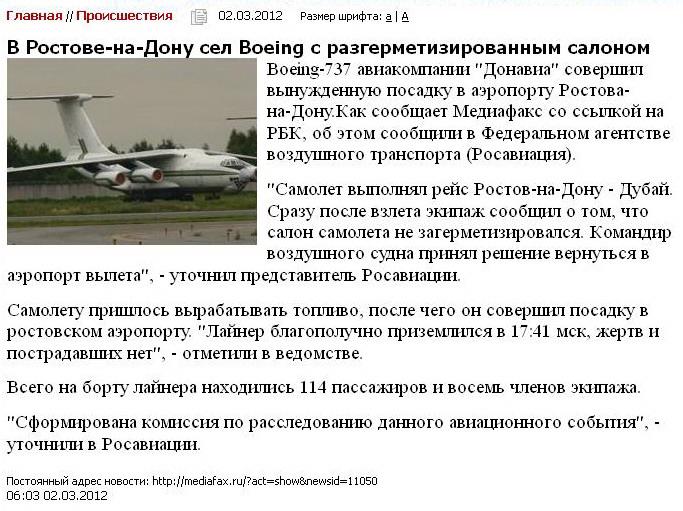 Главная // Происшествия 02.03.2012 Размер шрифта: а | А
В Ростове-на-Дону сел Boeing с разгерметизированным салоном
Boeing-737 авиакомпании "Донавиа" совершил
вынужденную посадку в аэропорту Ростова-
на-Дону.Как сообщает Медиафакс со ссылкой на
РБК, об этом сообщили в Федеральном агентстве
воздушного транспорта (Росавиация).
"Самолет выполнял рейс Ростов-на-Дону - Дубай.
Сразу после взлета экипаж сообщил о том, что
салон самолета не загерметизировался. Командир
воздушного судна принял решение вернуться в
аэропорт вылета", - уточнил представитель Росавиации.
Самолету пришлось вырабатывать топливо, после чего он совершил посадку в
ростовском аэропорту. "Лайнер благополучно приземлился в 17:41 мск, жертв и
пострадавших нет", - отметили в ведомстве.
Всего на борту лайнера находились 114 пассажиров и восемь членов экипажа.
"Сформирована комиссия по расследованию данного авиационного события", -
уточнили в Росавиации.
Постоянный адрес новости: http://mediafax.ru/?act=show&newsid=11050
06:03 02.03.2012